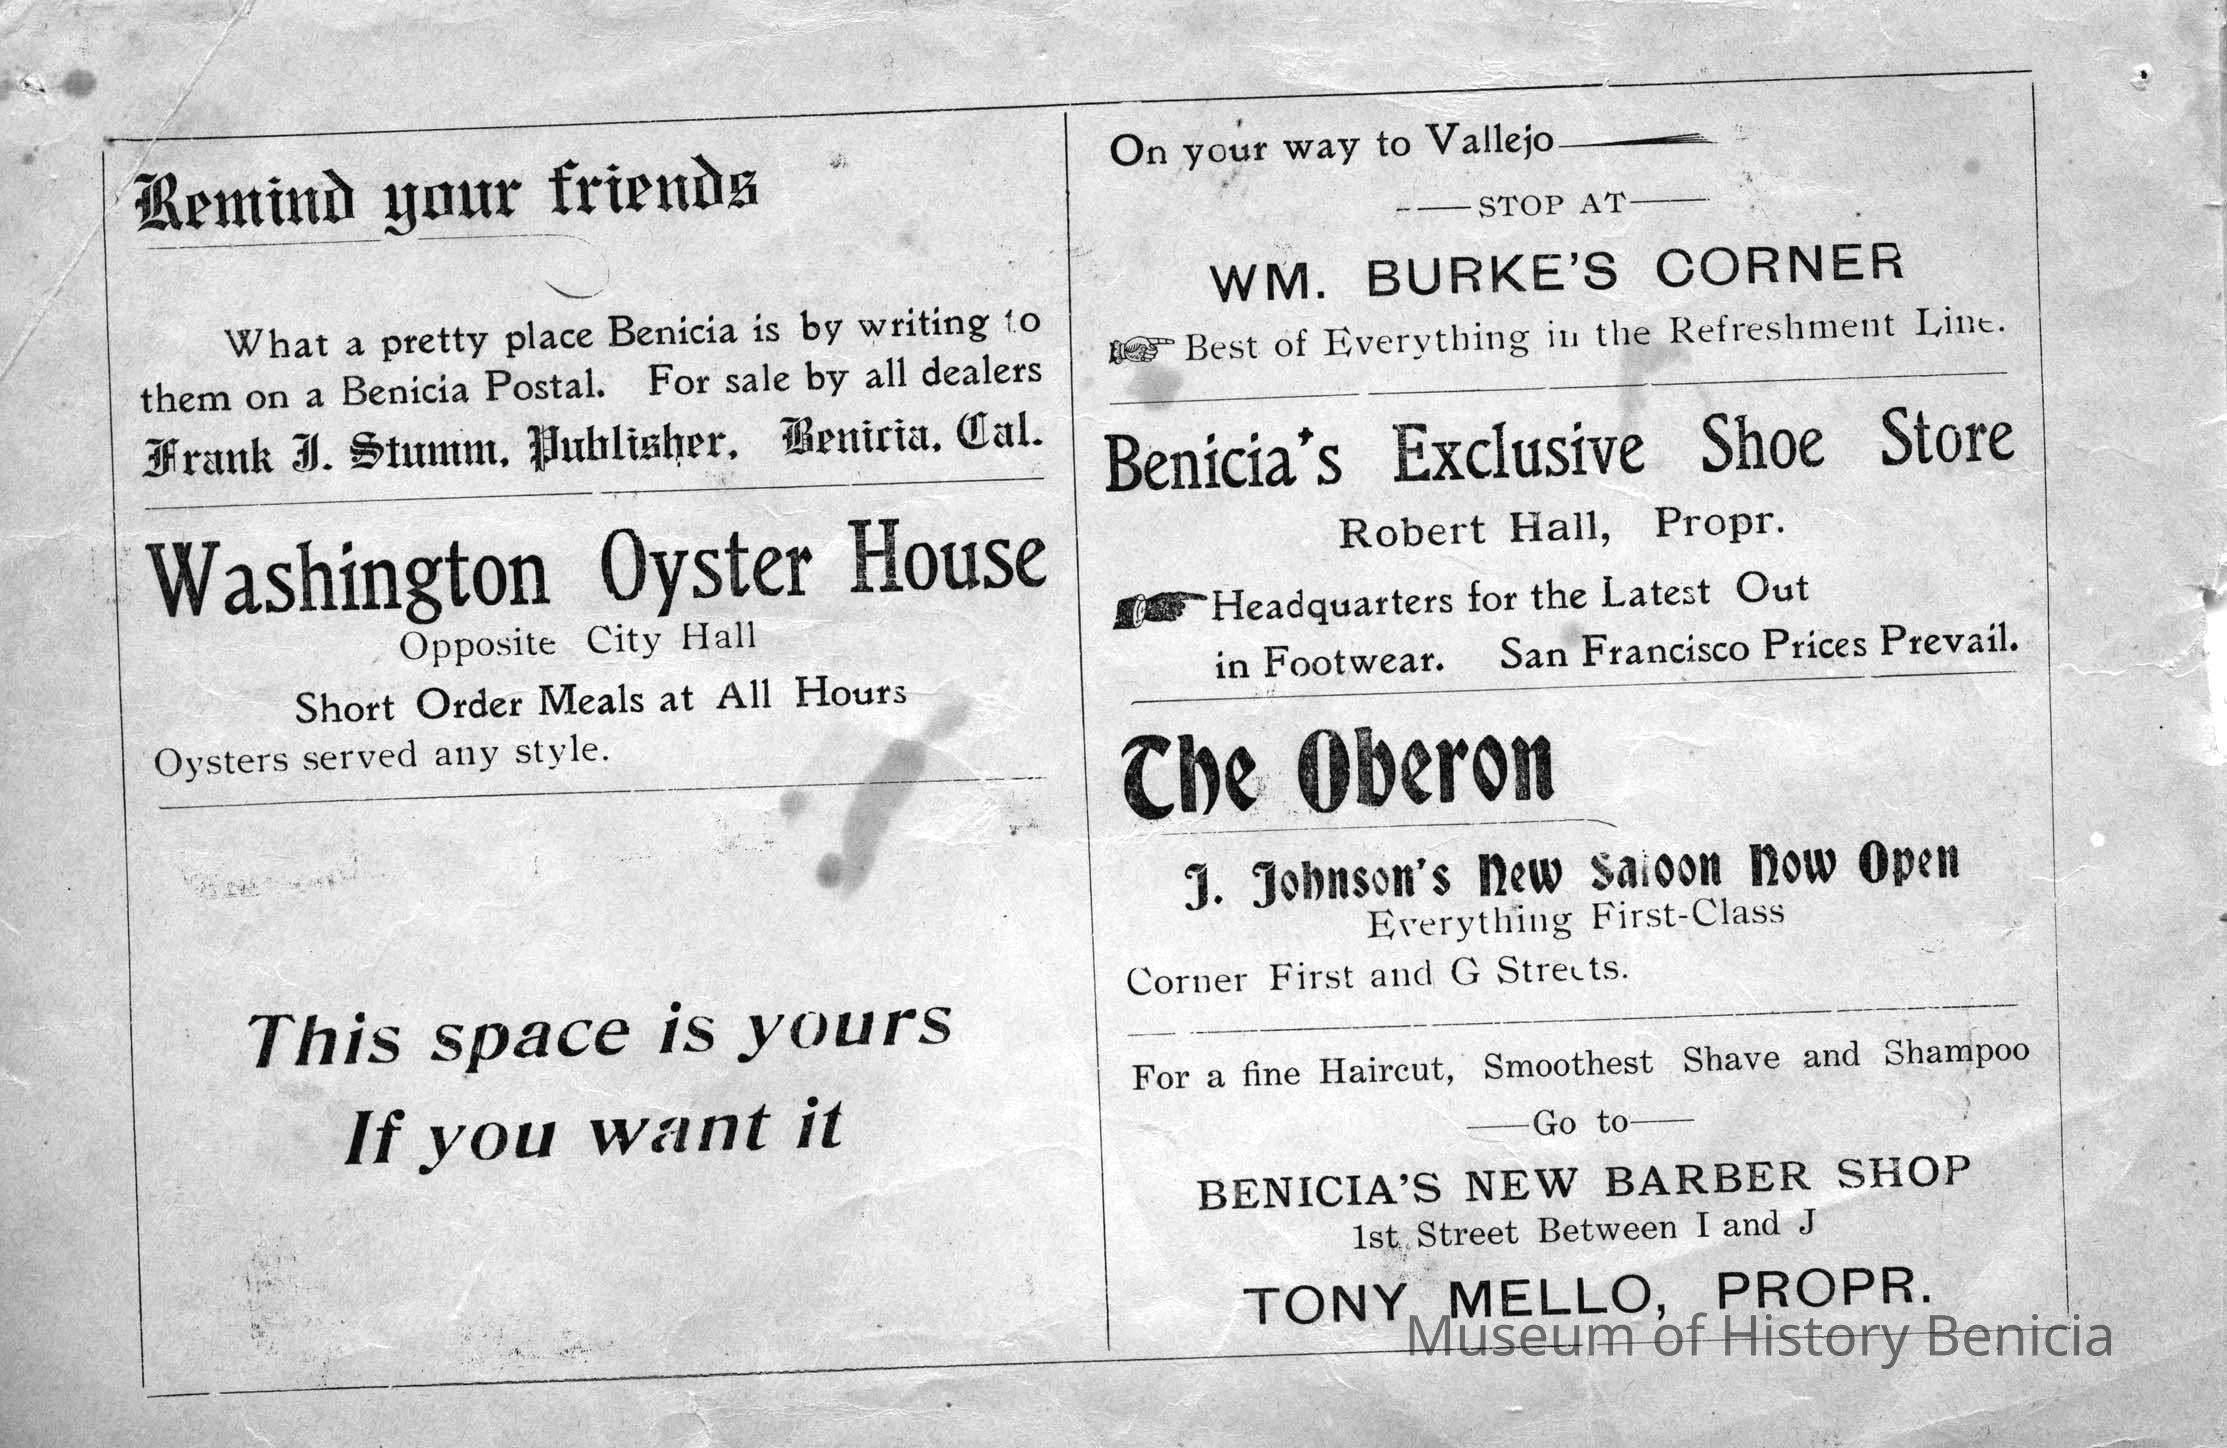 Remind your friends
What a pretty place Benicia is by writing to
them on a Benicia Postal. For sale by all dealers
Frank J. Stumm, Publisher, Benicia, Cal.
Washington Oyster House
Opposite City Hall
Short Order Meals at All Hours
Oysters served any style.
This space is yours
If you want it
On your way to Vallejo
STOP AT
WM. BURKE'S CORNER
Best of Everything in the Refreshment Line.
Benicia's Exclusive Shoe Store
Robert Hall, Propr.
Headquarters for the Latest Out
in Footwear. San Francisco Prices Prevail.
The Oberon
J. Johnson's New Saloon Now Open
Everything First-Class
Corner First and G Streets.
For a fine Haircut, Smoothest Shave and Shampoo
Go to
BENICIA'S NEW BARBER SHOP
1st Street Between I and J
TONY MELLO, PROPR.
Museum of History Benicia